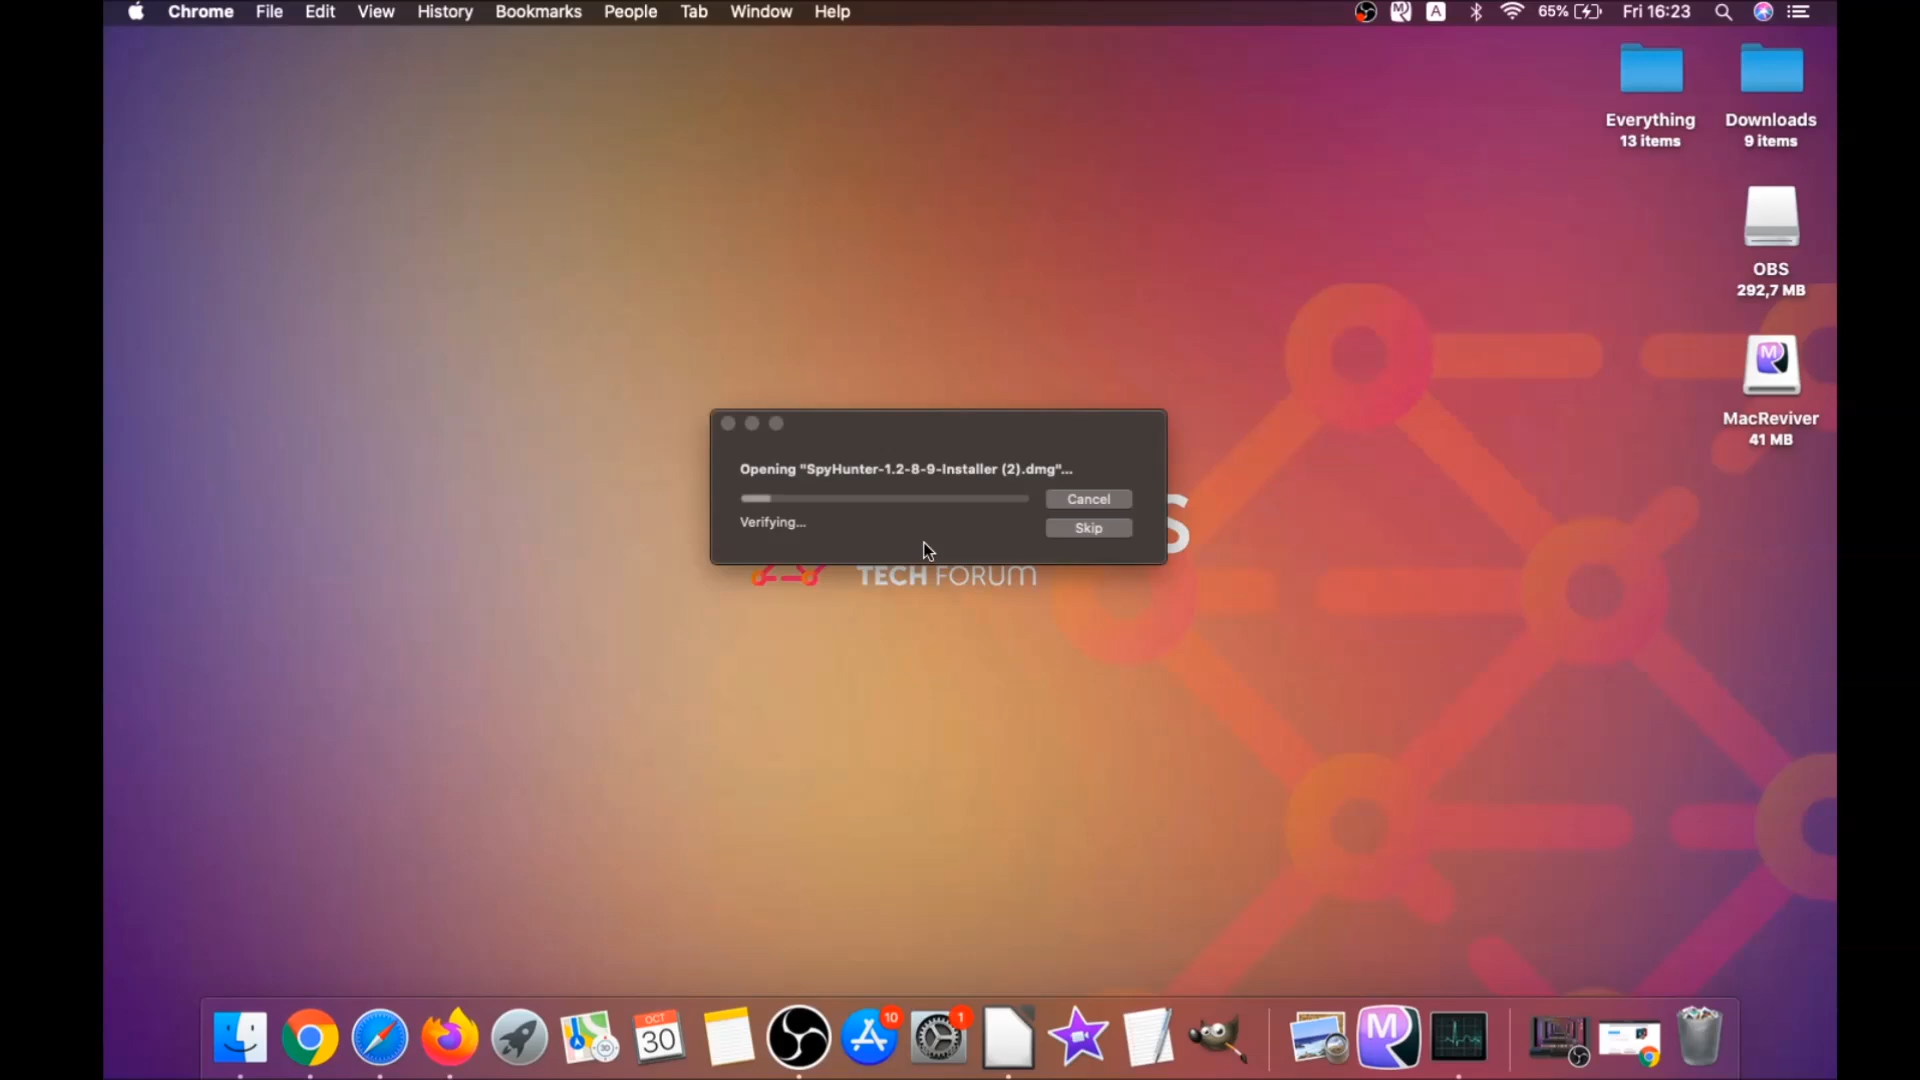 Chrome File Edit View History Bookmarks People Tab Window Help
A 65% Fri 16:23
Everything
13 items
Downloads
9 items
OBS
292,7 MB
M
MacReviver
41 MB
Opening "SpyHunter-1.2-8-9-Installer (2).dmg"...
Cancel
Verifying...
Skip
S
TECH FORUM
OCT
30
3D
10
1
M